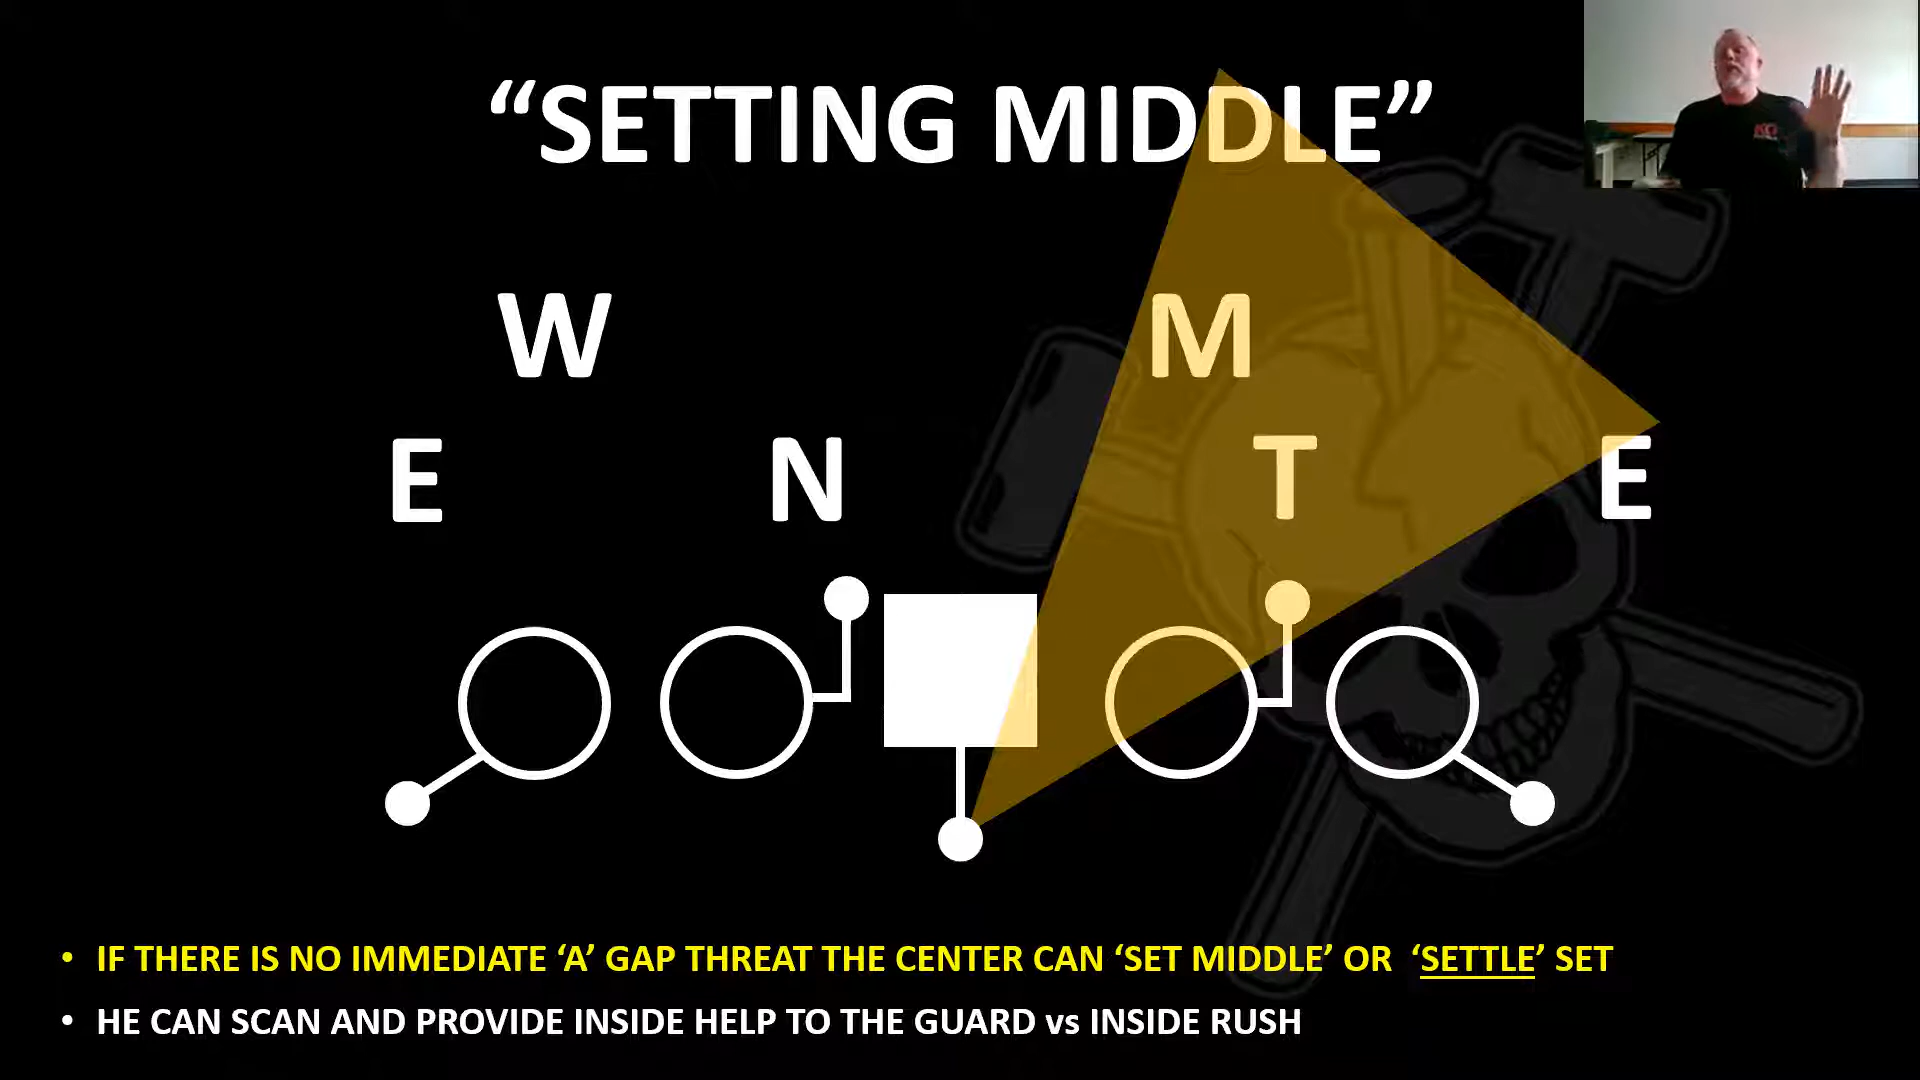 “SETTING MIDDLE”
W M
E N T E
• IF THERE IS NO IMMEDIATE ‘A’ GAP THREAT THE CENTER CAN ‘SET MIDDLE’ OR ‘SETTLE’ SET
• HE CAN SCAN AND PROVIDE INSIDE HELP TO THE GUARD vs INSIDE RUSH